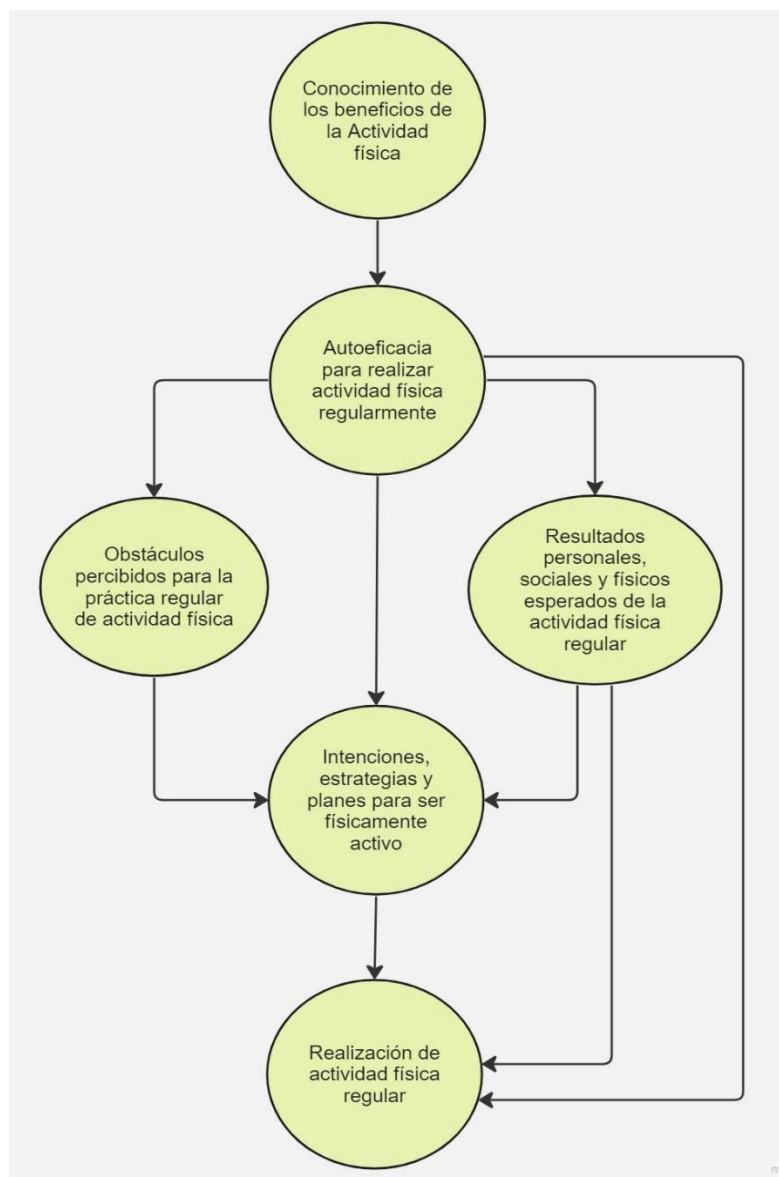 Conocimiento de
los beneficios de
la Actividad
física
Autoeficacia
para realizar
actividad física
regularmente
Obstáculos
percibidos para la
práctica regular
de actividad física
Resultados
personales,
sociales y físicos
esperados de la
actividad física
regular
Intenciones,
estrategias y
planes para ser
físicamente
activo
Realización de
actividad física
regular